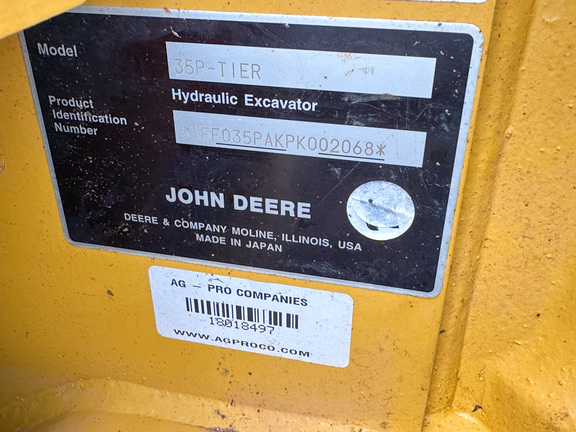 Model
35P-TIER
Hydraulic Excavator
Product
Identification
Number
*1FF035PAKPK002068*
JOHN DEERE
DEERE & COMPANY MOLINE, ILLINOIS, USA
MADE IN JAPAN
AG - PRO COMPANIES
18018497
WWW.AGPROCO.COM